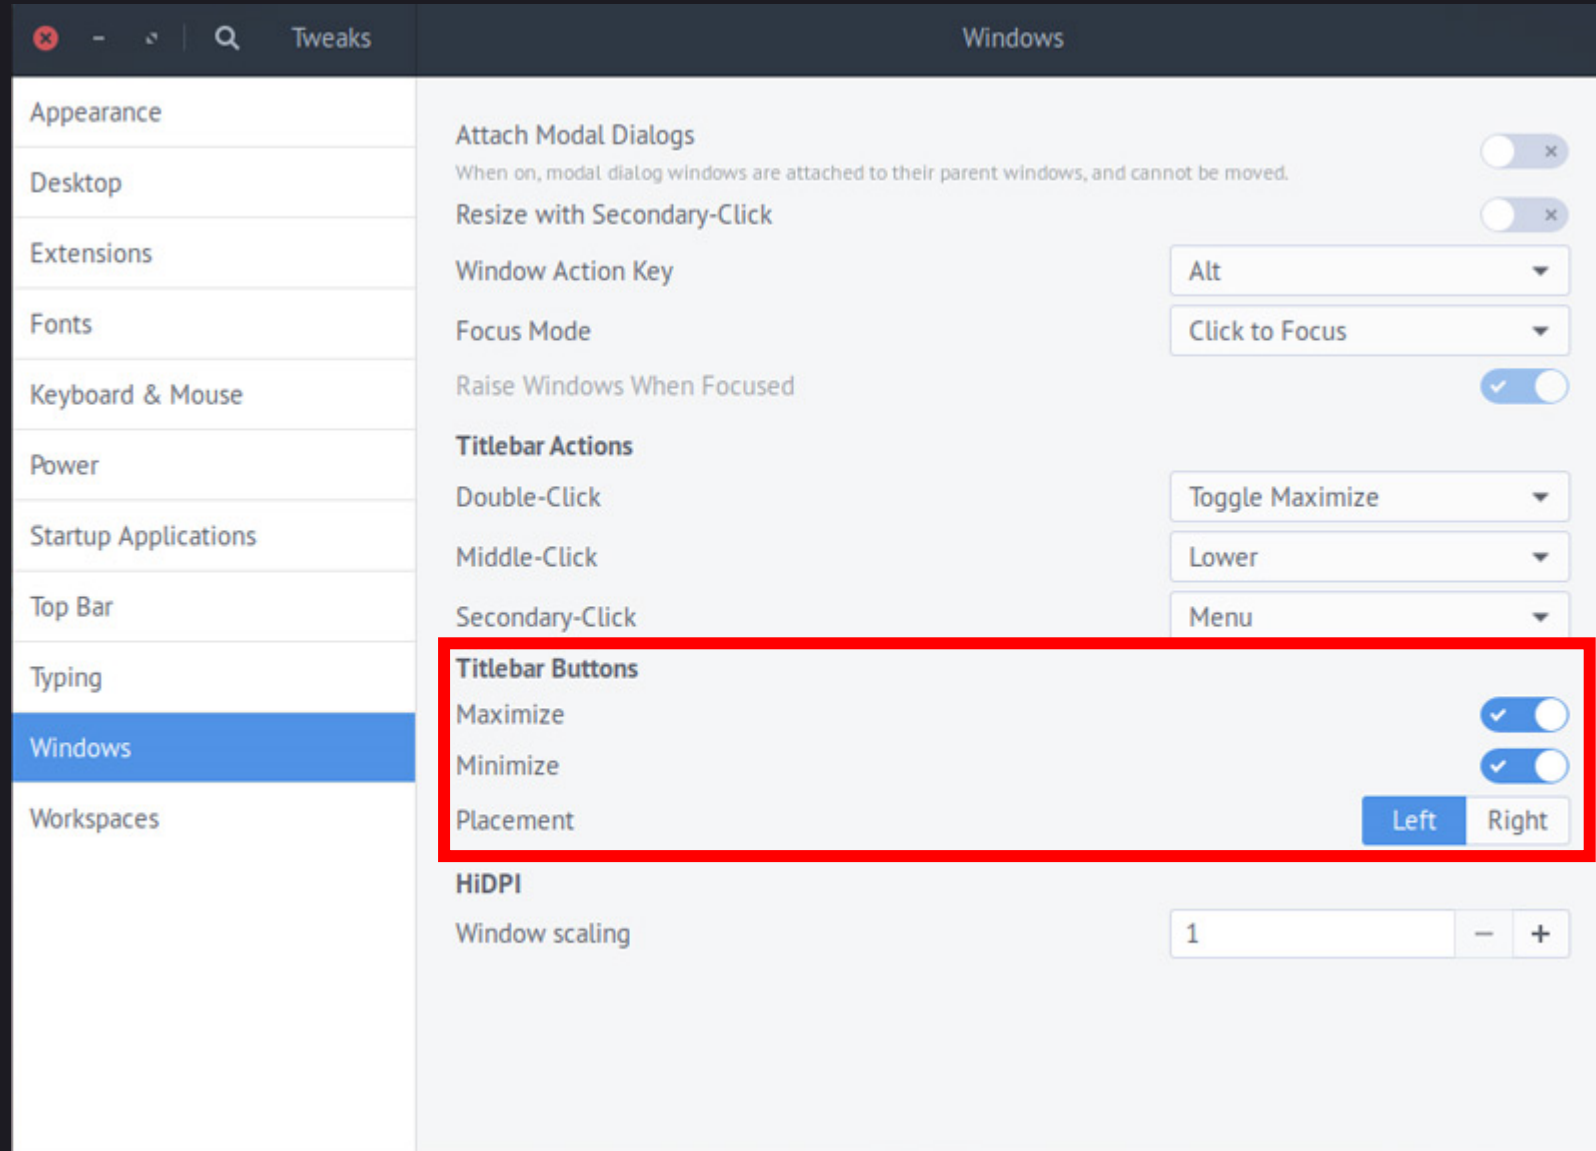 Tweaks
Windows
Appearance
Desktop
Extensions
Fonts
Keyboard & Mouse
Power
Startup Applications
Top Bar
Typing
Windows
Workspaces
Attach Modal Dialogs
When on, modal dialog windows are attached to their parent windows, and cannot be moved.
Resize with Secondary-Click
Window Action Key Alt
Focus Mode Click to Focus
Raise Windows When Focused
Titlebar Actions
Double-Click Toggle Maximize
Middle-Click Lower
Secondary-Click Menu
Titlebar Buttons
Maximize
Minimize
Placement Left Right
HiDPI
Window scaling 1 − +